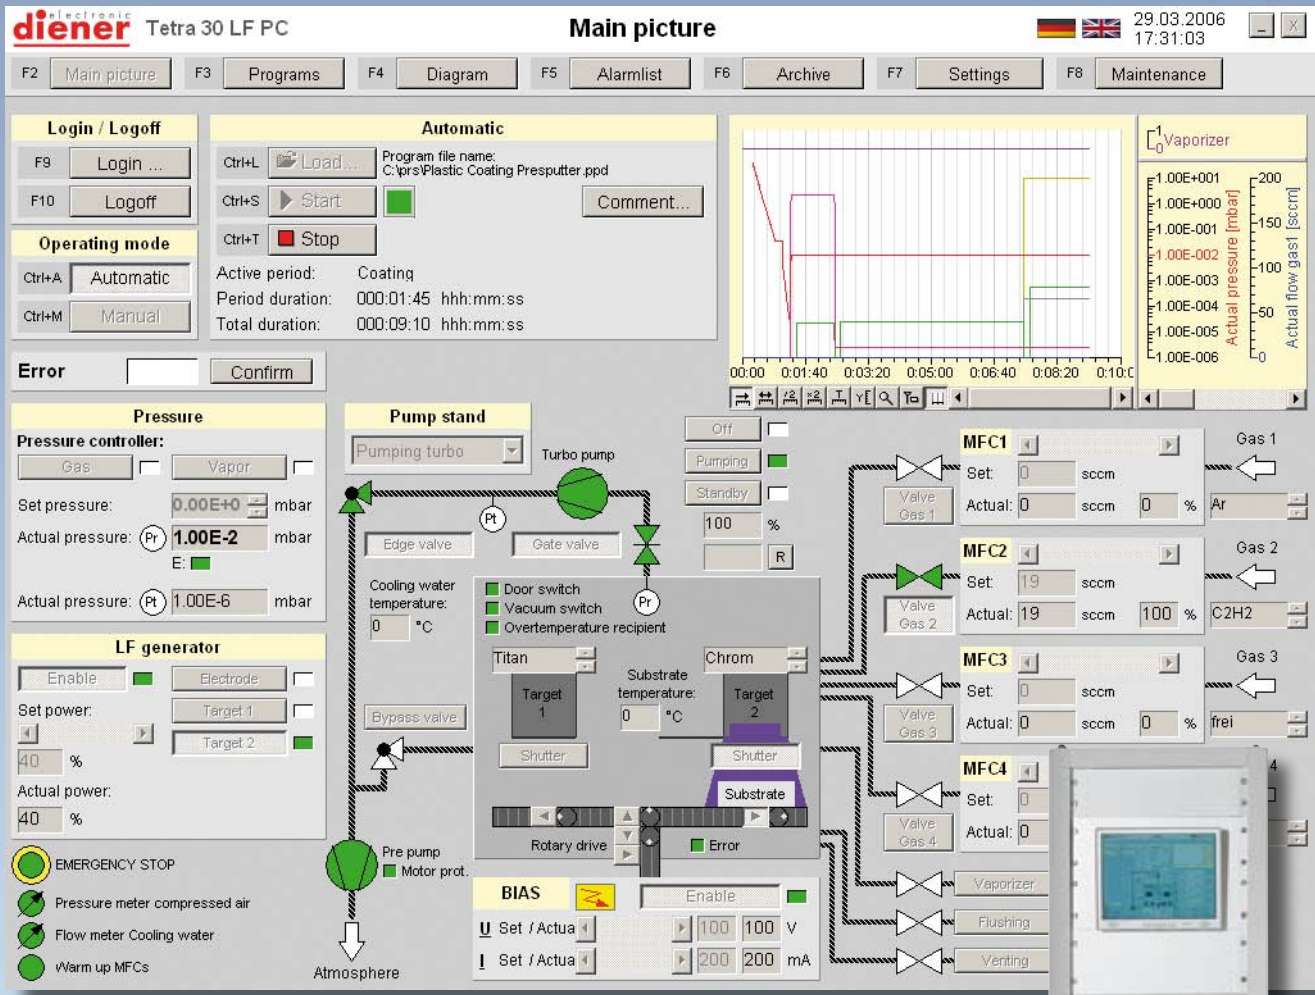 electronic
diener Tetra 30 LF PC
Main picture
29.03.2006
17:31:03
F2 Main picture F3 Programs F4 Diagram F5 Alarmlist F6 Archive F7 Settings F8 Maintenance
Login / Logoff
F9 Login ...
F10 Logoff
Operating mode
Ctrl+A Automatic
Ctrl+M Manual
Error Confirm
Automatic
Ctrl+L Load...
Program file name:
C:\prs\Plastic Coating Presputter.ppd
Ctrl+S Start
Comment...
Ctrl+T Stop
Active period: Coating
Period duration: 000:01:45 hhh:mm:ss
Total duration: 000:09:10 hhh:mm:ss
00:00 0:01:40 0:03:20 0:05:00 0:06:40 0:08:20
1
0 Vaporizer
1.00E+001
1.00E+000
1.00E-001
1.00E-002
1.00E-003
1.00E-004
1.00E-005
1.00E-006
Actual pressure [mbar]
200
150
100
50
0
Actual flow gas1 [sccm]
Pressure
Pressure controller:
Gas Vapor
Set pressure: 0.00E+0 mbar
Actual pressure: Pr 1.00E-2 mbar
E:
Actual pressure: Pt 1.00E-6 mbar
LF generator
Enable Electrode
Set power: Target 1
Target 2
40 %
Actual power:
40 %
EMERGENCY STOP
Pressure meter compressed air
Flow meter Cooling water
Warm up MFCs
Pump stand
Pumping turbo
Turbo pump
Off
Pumping
Standby
100 %
R
Pt
Edge valve Gate valve
Cooling water
temperature:
0 °C
Pr
Door switch
Vacuum switch
Overtemperature recipient
Titan
Chrom
Target
1
Substrate
temperature:
0 °C
Target
2
Bypass valve
Shutter Shutter
Substrate
Rotary drive Error
Pre pump
Motor prot.
Atmosphere
BIAS Enable
U Set / Actua 100 100 V
I Set / Actua 200 200 mA
MFC1 Gas 1
Set: 0 sccm
Actual: 0 sccm 0 % Ar
Valve
Gas 1
MFC2 Gas 2
Set: 19 sccm
Actual: 19 sccm 100 % C2H2
Valve
Gas 2
MFC3 Gas 3
Set: 0 sccm
Actual: 0 sccm 0 % frei
Valve
Gas 3
MFC4 4
Set: 0
Actual: 0
Valve
Gas 4
Vaporizer
Flushing
Venting